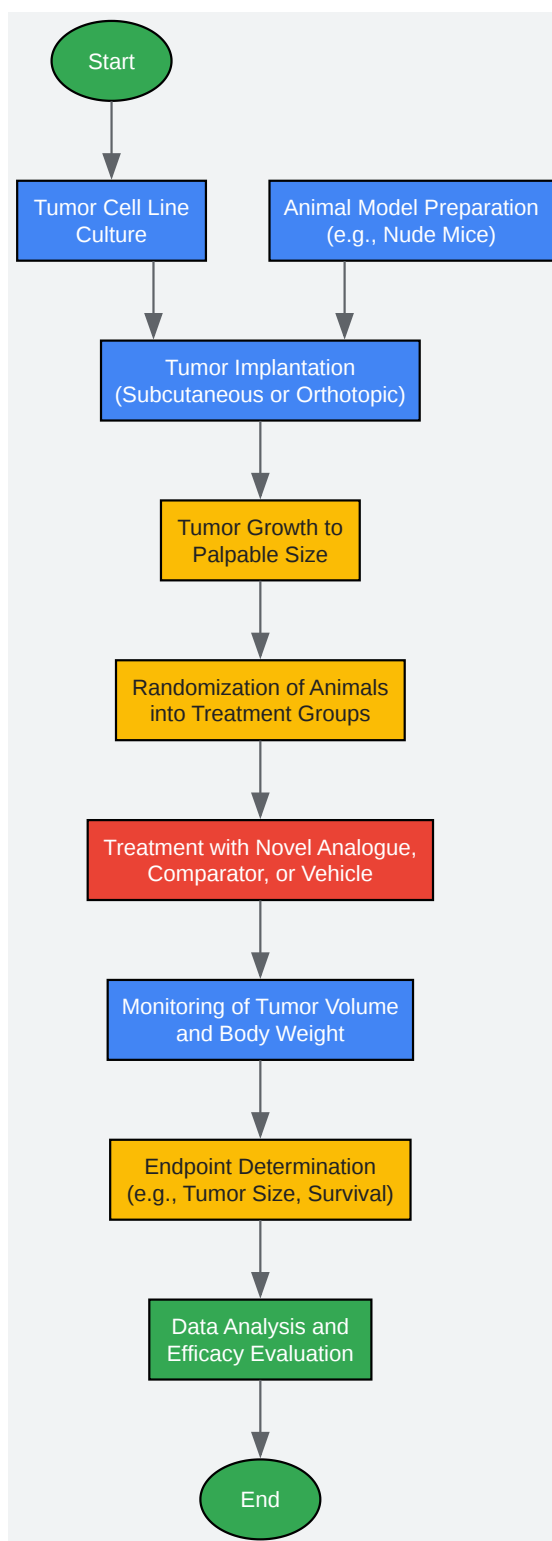 Start
Tumor Cell Line
Culture
Animal Model Preparation
(e.g., Nude Mice)
Tumor Implantation
(Subcutaneous or Orthotopic)
Tumor Growth to
Palpable Size
Randomization of Animals
into Treatment Groups
Treatment with Novel Analogue,
Comparator, or Vehicle
Monitoring of Tumor Volume
and Body Weight
Endpoint Determination
(e.g., Tumor Size, Survival)
Data Analysis and
Efficacy Evaluation
End